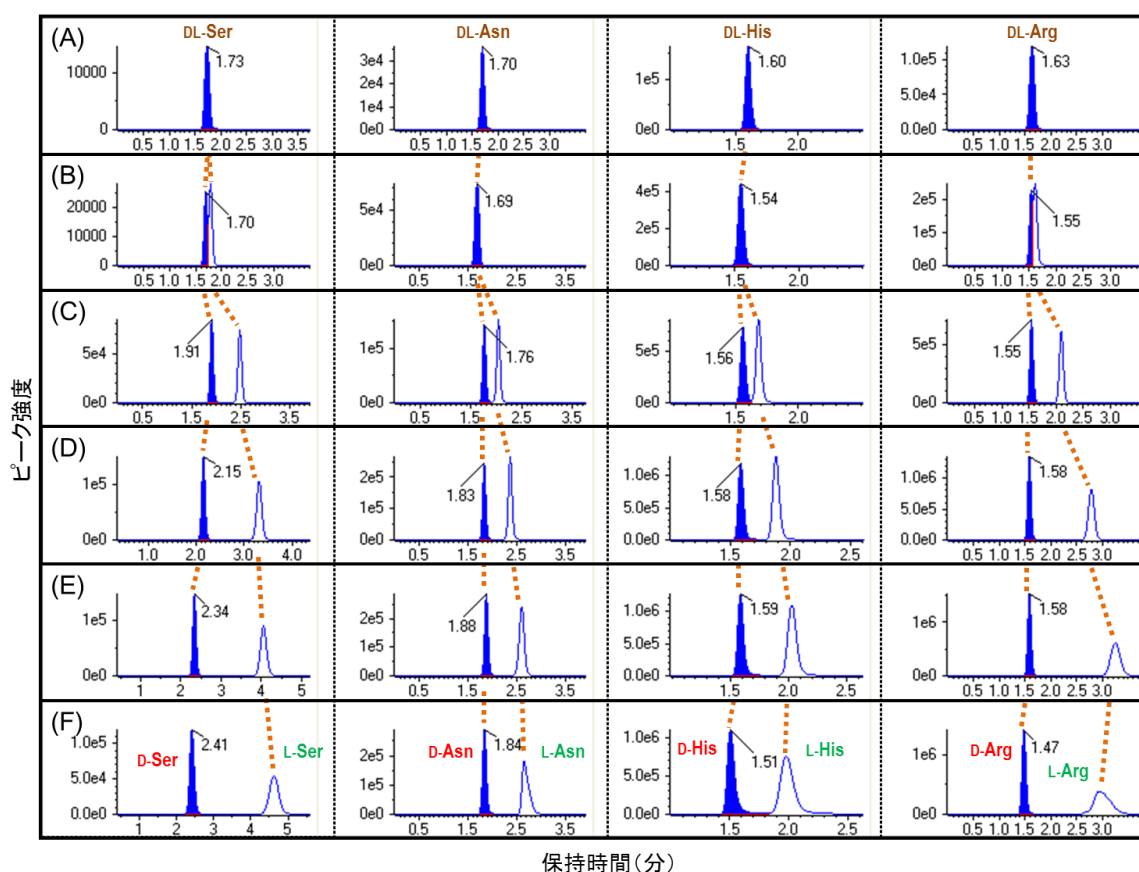 (A) DL-Ser DL-Asn DL-His DL-Arg
10000 0 1.73 0.5 1.0 1.5 2.0 2.5 3.0 3.5
3e4 2e4 1e4 0e0 1.70 0.5 1.0 1.5 2.0 2.5 3.0
1e5 0e0 1.60 1.5 2.0
1.0e5 5.0e4 0.0e0 1.63 0.5 1.0 1.5 2.0 2.5 3.0
(B)
20000 10000 0 1.70 0.5 1.0 1.5 2.0 2.5 3.0
5e4 0e0 1.69 0.5 1.5 2.5 3.5
4e5 2e5 0e0 1.54 1.5 2.0
2e5 1e5 0e0 1.55 0.5 1.0 1.5 2.0 2.5 3.0
(C)
5e4 0e0 1.91 0.5 1.5 2.5 3.5
1e5 0e0 1.76 0.5 1.5 2.5 3.5
5e5 0e0 1.56 1.5 2.0
5e5 0e0 1.55 0.5 1.0 1.5 2.0 2.5 3.0
ピーク強度
(D)
1e5 0e0 2.15 1.0 2.0 3.0 4.0
2e5 1e5 0e0 1.83 0.5 1.5 2.5 3.5
1.0e6 5.0e5 0.0e0 1.58 1.5 2.0 2.5
1.0e6 5.0e5 0.0e0 1.58 0.5 1.0 1.5 2.0 2.5 3.0
(E)
1e5 0e0 2.34 1 2 3 4 5
2e5 1e5 0e0 1.88 0.5 1.5 2.5 3.5
1.0e6 5.0e5 0.0e0 1.59 1.5 2.0 2.5
1e6 0e0 1.58 0.5 1.0 1.5 2.0 2.5 3.0
(F)
1.0e5 5.0e4 0.0e0 D-Ser 2.41 L-Ser 1 2 3 4 5
2e5 1e5 0e0 D-Asn 1.84 L-Asn 0.5 1.5 2.5 3.5
1.0e6 5.0e5 0.0e0 D-His 1.51 L-His 1.5 2.0 2.5
1e6 0e0 D-Arg 1.47 L-Arg 0.5 1.0 1.5 2.0 2.5 3.0
保持時間(分)